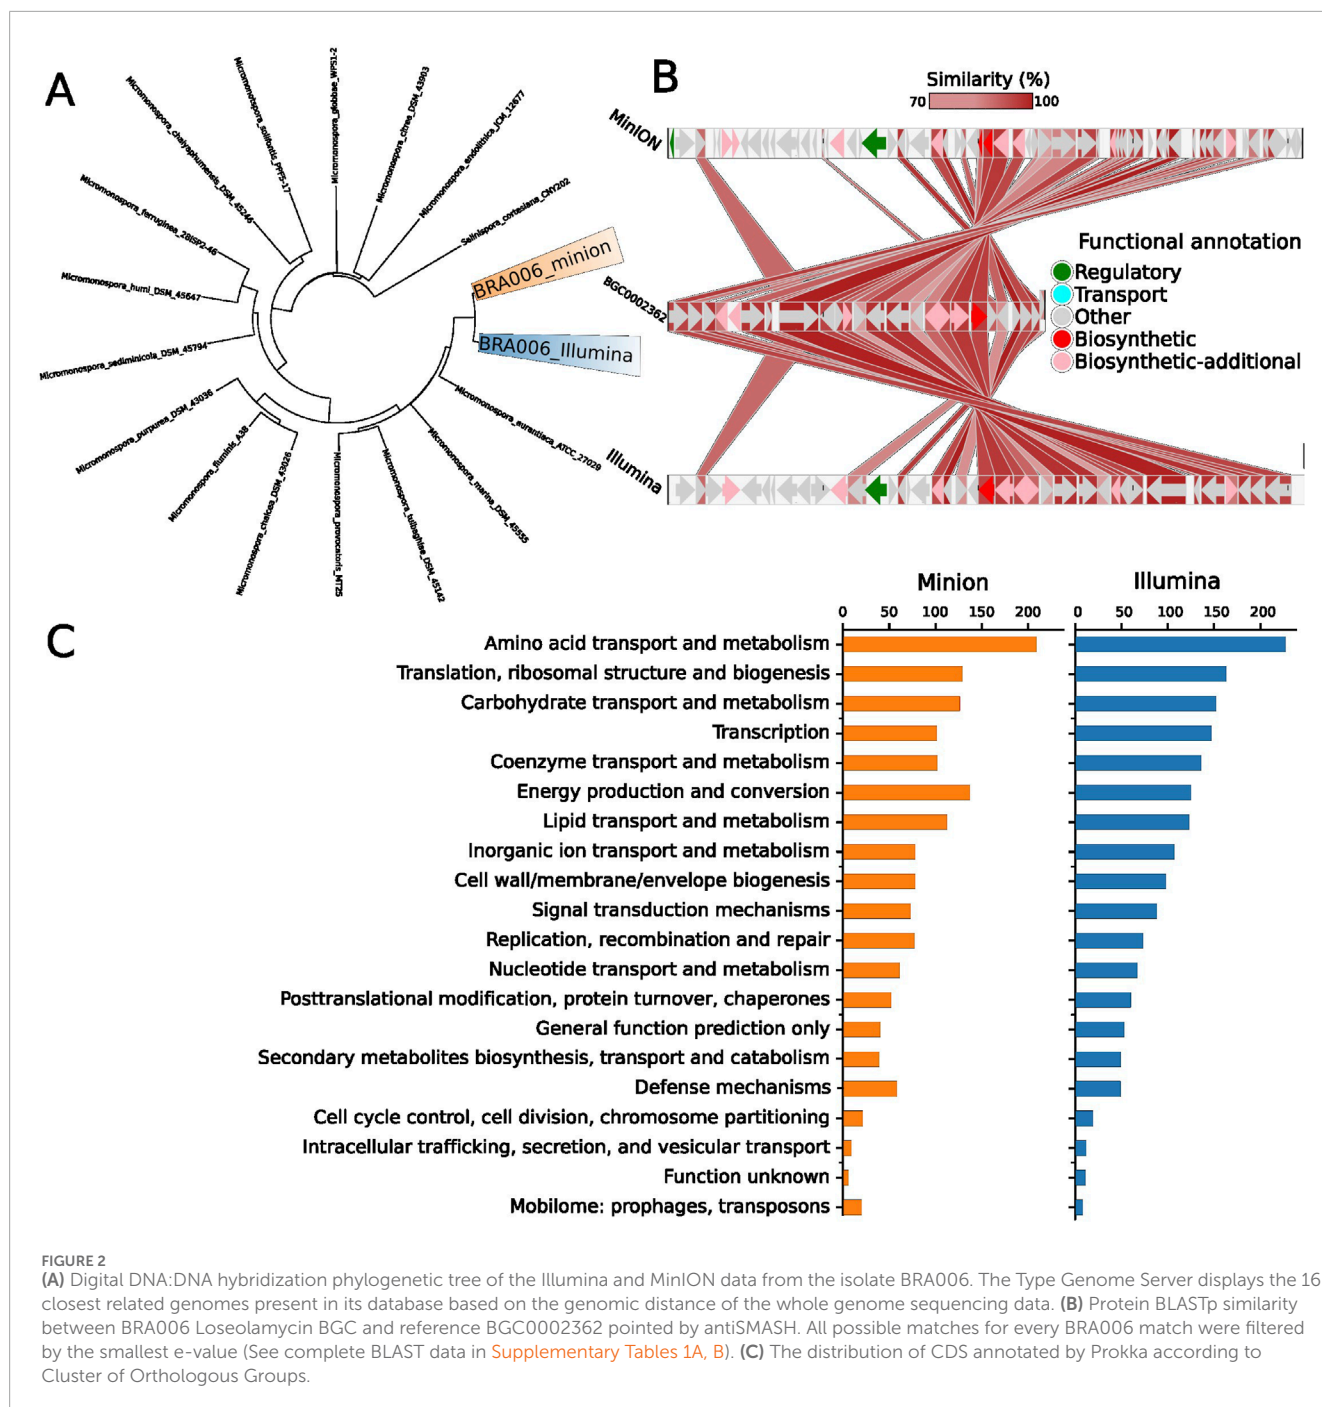 A
Micromonospora_globbae_WPS1-2
Micromonospora_citrea_DSM_43903
Micromonospora_endolithica_JCM_12677
Salinispora_cortesiana_CNY202
BRA006_minion
BRA006_Illumina
Micromonospora_aurantiaca_ATCC_27029
Micromonospora_marina_DSM_45555
Micromonospora_tulbaghiae_DSM_45142
Micromonospora_provocatoris_MT25
Micromonospora_chalcea_DSM_43026
Micromonospora_fluminis_A38
Micromonospora_purpurea_DSM_43036
Micromonospora_sediminicola_DSM_45794
Micromonospora_humi_DSM_45647
Micromonospora_ferruginea_28ISP2-46
Micromonospora_chaiyaphumensis_DSM_45246
Micromonospora_solifontis_PPF5-17
B
Similarity (%)
70 100
MinION
BGC0002362
Illumina
Functional annotation
Regulatory
Transport
Other
Biosynthetic
Biosynthetic-additional
C
Minion Illumina
0 50 100 150 200 0 50 100 150 200
Amino acid transport and metabolism
Translation, ribosomal structure and biogenesis
Carbohydrate transport and metabolism
Transcription
Coenzyme transport and metabolism
Energy production and conversion
Lipid transport and metabolism
Inorganic ion transport and metabolism
Cell wall/membrane/envelope biogenesis
Signal transduction mechanisms
Replication, recombination and repair
Nucleotide transport and metabolism
Posttranslational modification, protein turnover, chaperones
General function prediction only
Secondary metabolites biosynthesis, transport and catabolism
Defense mechanisms
Cell cycle control, cell division, chromosome partitioning
Intracellular trafficking, secretion, and vesicular transport
Function unknown
Mobilome: prophages, transposons
FIGURE 2
(A) Digital DNA:DNA hybridization phylogenetic tree of the Illumina and MinION data from the isolate BRA006. The Type Genome Server displays the 16
closest related genomes present in its database based on the genomic distance of the whole genome sequencing data. (B) Protein BLASTp similarity
between BRA006 Loseolamycin BGC and reference BGC0002362 pointed by antiSMASH. All possible matches for every BRA006 match were filtered
by the smallest e-value (See complete BLAST data in Supplementary Tables 1A, B). (C) The distribution of CDS annotated by Prokka according to
Cluster of Orthologous Groups.